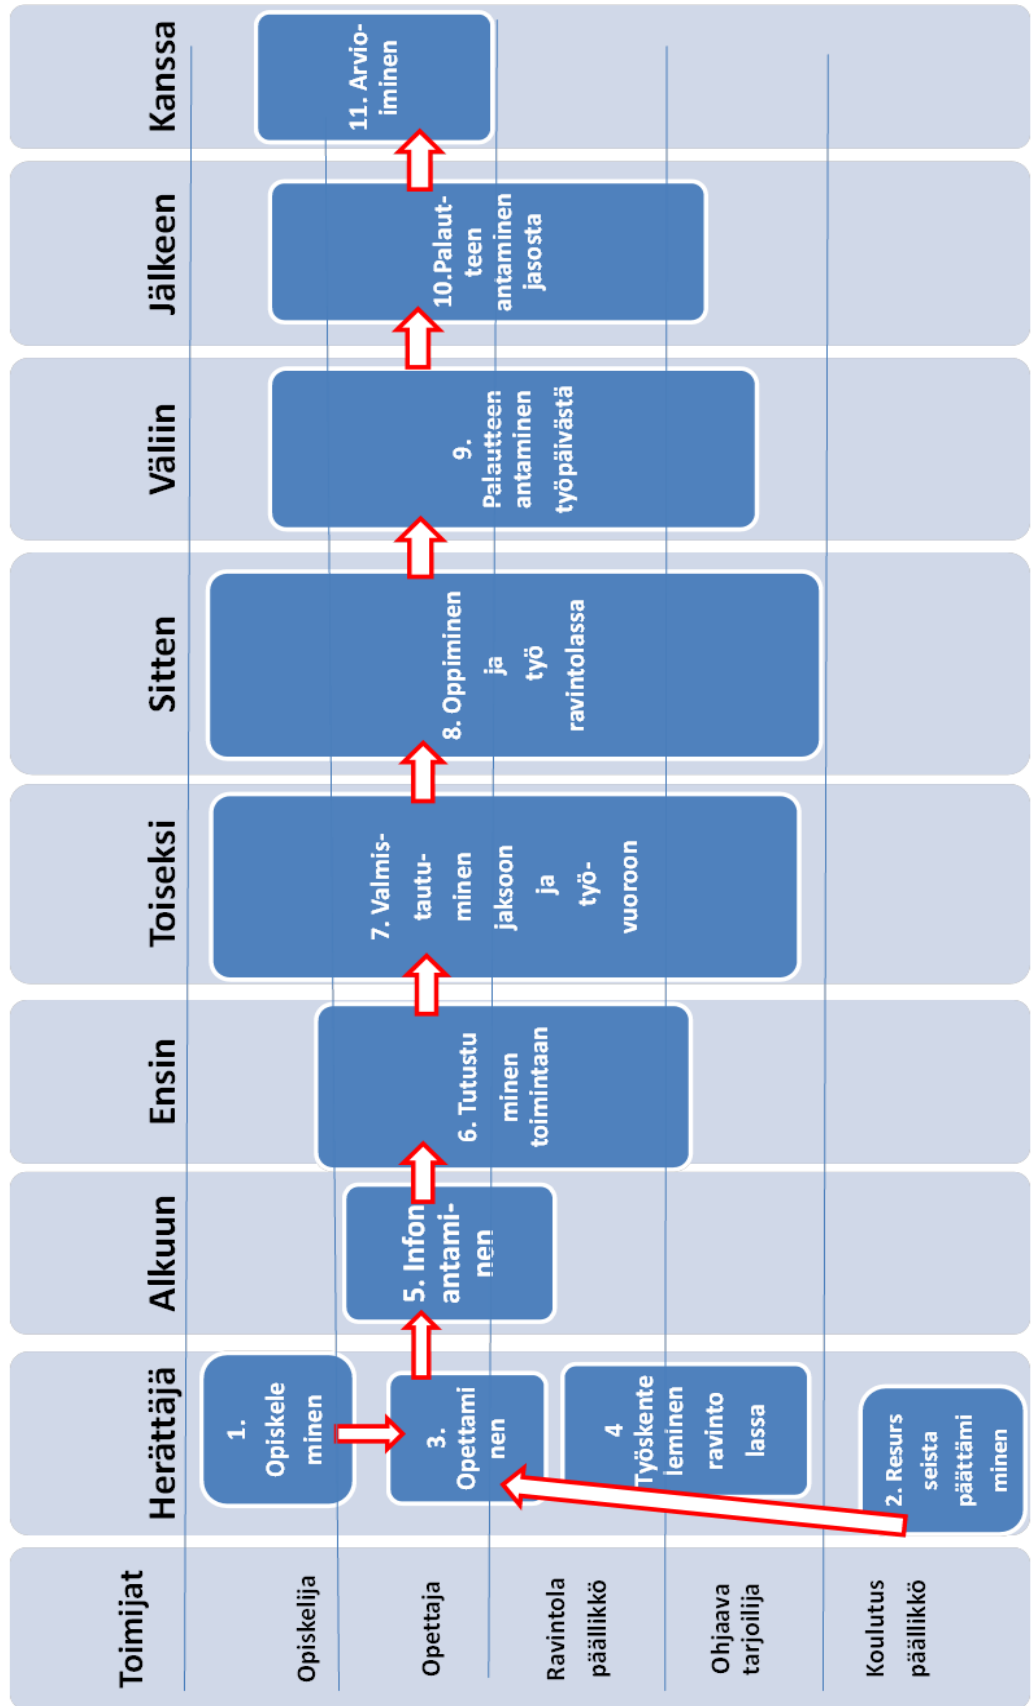 Toimijat
Herättäjä
Alkuun
Ensin
Toiseksi
Sitten
Väliin
Jälkeen
Kanssa
Opiskelija
Opettaja
Ravintola
päällikkö
Ohjaava
tarjoilija
Koulutus
päällikkö
1.
Opiskele
minen
3.
Opettami
nen
4
Työskente
leminen
ravinto
lassa
2. Resurs
seista
päättämi
minen
5. Infon
antami-
nen
6. Tutustu
minen
toimintaan
7. Valmis-
tautu-
minen
jaksoon
ja
työ-
vuoroon
8. Oppiminen
ja
työ
ravintolassa
9.
Palautteen
antaminen
työpäivästä
10.Palaut-
teen
antaminen
jasosta
11. Arvio-
iminen